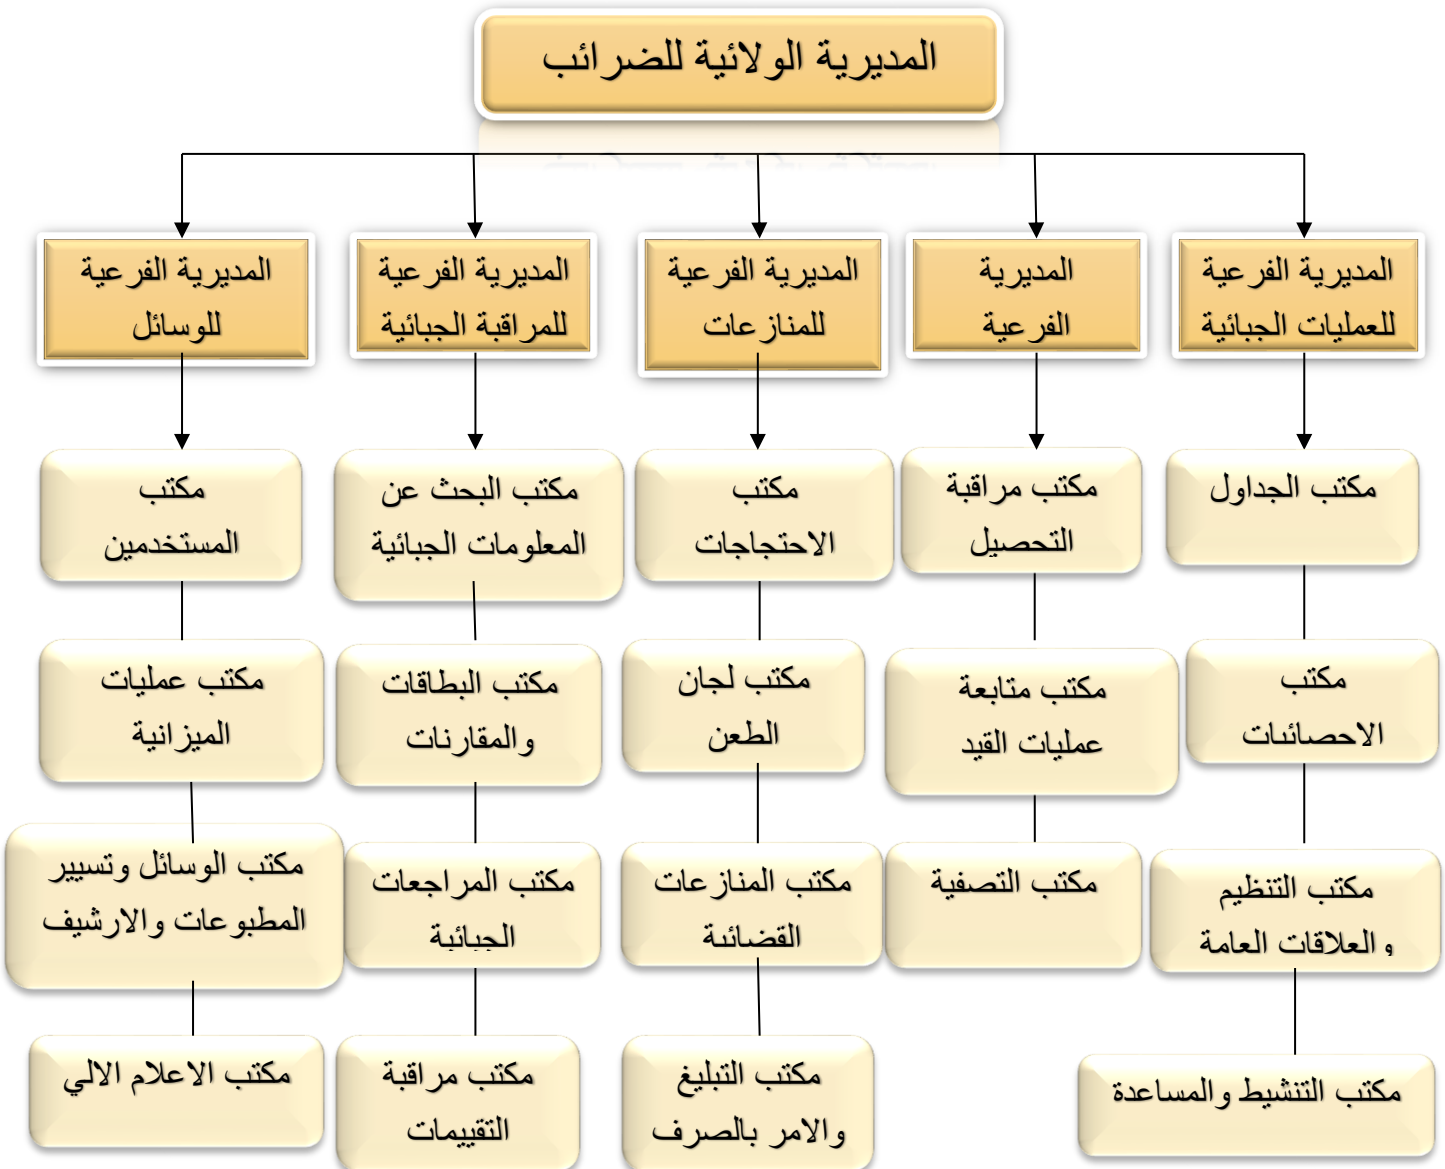 المديرية الولائية للضرائب
المديرية الفرعية
للعمليات الجبائية
المديرية
الفرعية
المديرية الفرعية
للمنازعات
المديرية الفرعية
للمراقبة الجبائية
المديرية الفرعية
للوسائل
مكتب الجداول
مكتب مراقبة
التحصيل
مكتب
الاحتجاجات
مكتب البحث عن
المعلومات الجبائية
مكتب
المستخدمين
مكتب
الاحصائيات
مكتب متابعة
عمليات القيد
مكتب لجان
الطعن
مكتب البطاقات
والمقارنات
مكتب عمليات
الميزانية
مكتب التنظيم
والعلاقات العامة
مكتب التصفية
مكتب المنازعات
القضائية
مكتب المراجعات
الجبائية
مكتب الوسائل وتسيير
المطبوعات والارشيف
مكتب التنشيط والمساعدة
مكتب التبليغ
والامر بالصرف
مكتب مراقبة
التقييمات
مكتب الاعلام الالي